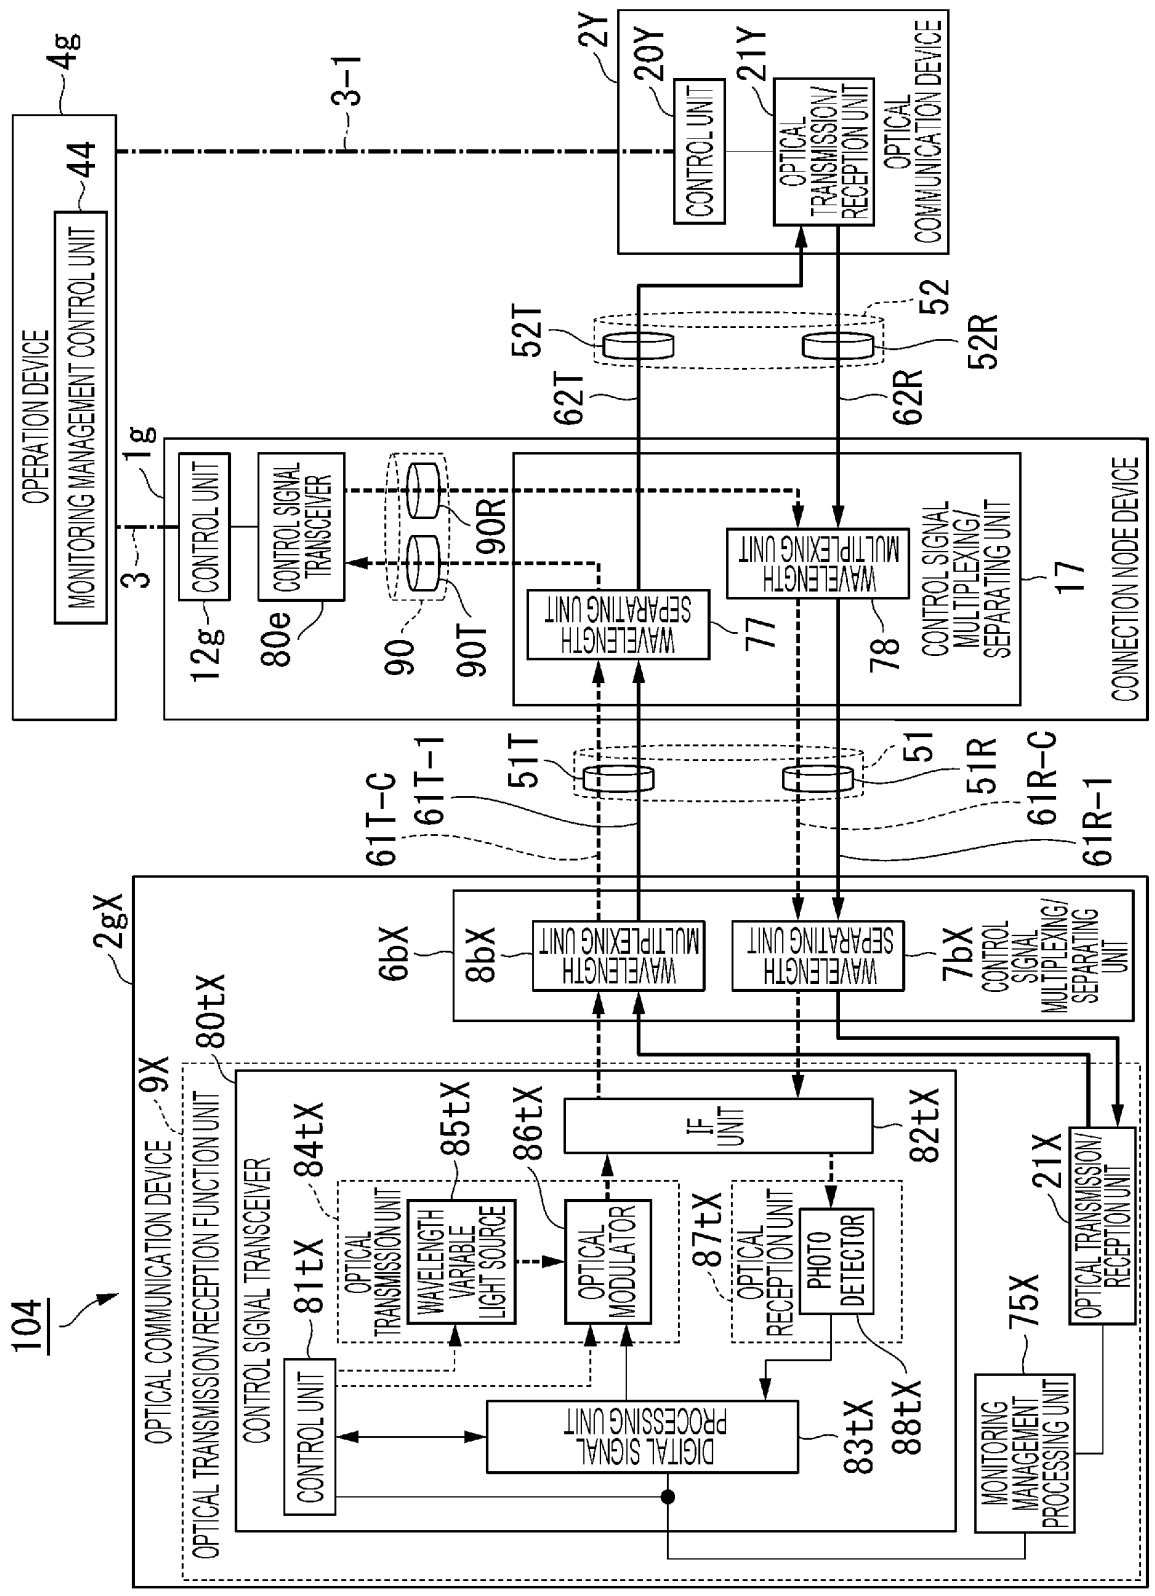 104
OPTICAL COMMUNICATION DEVICE
2gX
OPTICAL TRANSMISSION/RECEPTION FUNCTION UNIT
9X
CONTROL SIGNAL TRANSCEIVER
80tX
CONTROL UNIT
81tX
OPTICAL
TRANSMISSION UNIT
84tX
WAVELENGTH
VARIABLE
LIGHT SOURCE
85tX
OPTICAL
MODULATOR
86tX
DIGITAL SIGNAL
PROCESSING UNIT
83tX
IF
UNIT
82tX
OPTICAL
RECEPTION UNIT
87tX
PHOTO
DETECTOR
88tX
MONITORING
MANAGEMENT
PROCESSING UNIT
75X
OPTICAL TRANSMISSION/
RECEPTION UNIT
21X
6bX
8bX
WAVELENGTH
MULTIPLEXING UNIT
WAVELENGTH
SEPARATING UNIT
7bX
CONTROL
SIGNAL
MULTIPLEXING/
SEPARATING
UNIT
61T-C
61T-1
51T
51
51R
61R-C
61R-1
OPERATION DEVICE
4g
MONITORING MANAGEMENT CONTROL UNIT
44
3
3-1
1g
CONTROL UNIT
12g
CONTROL SIGNAL
TRANSCEIVER
80e
90
90T
90R
WAVELENGTH
SEPARATING UNIT
77
WAVELENGTH
MULTIPLEXING UNIT
78
CONTROL SIGNAL
MULTIPLEXING/
SEPARATING UNIT
17
CONNECTION NODE DEVICE
62T
52T
52
52R
62R
2Y
CONTROL UNIT
20Y
OPTICAL
TRANSMISSION/
RECEPTION UNIT
21Y
OPTICAL
COMMUNICATION DEVICE